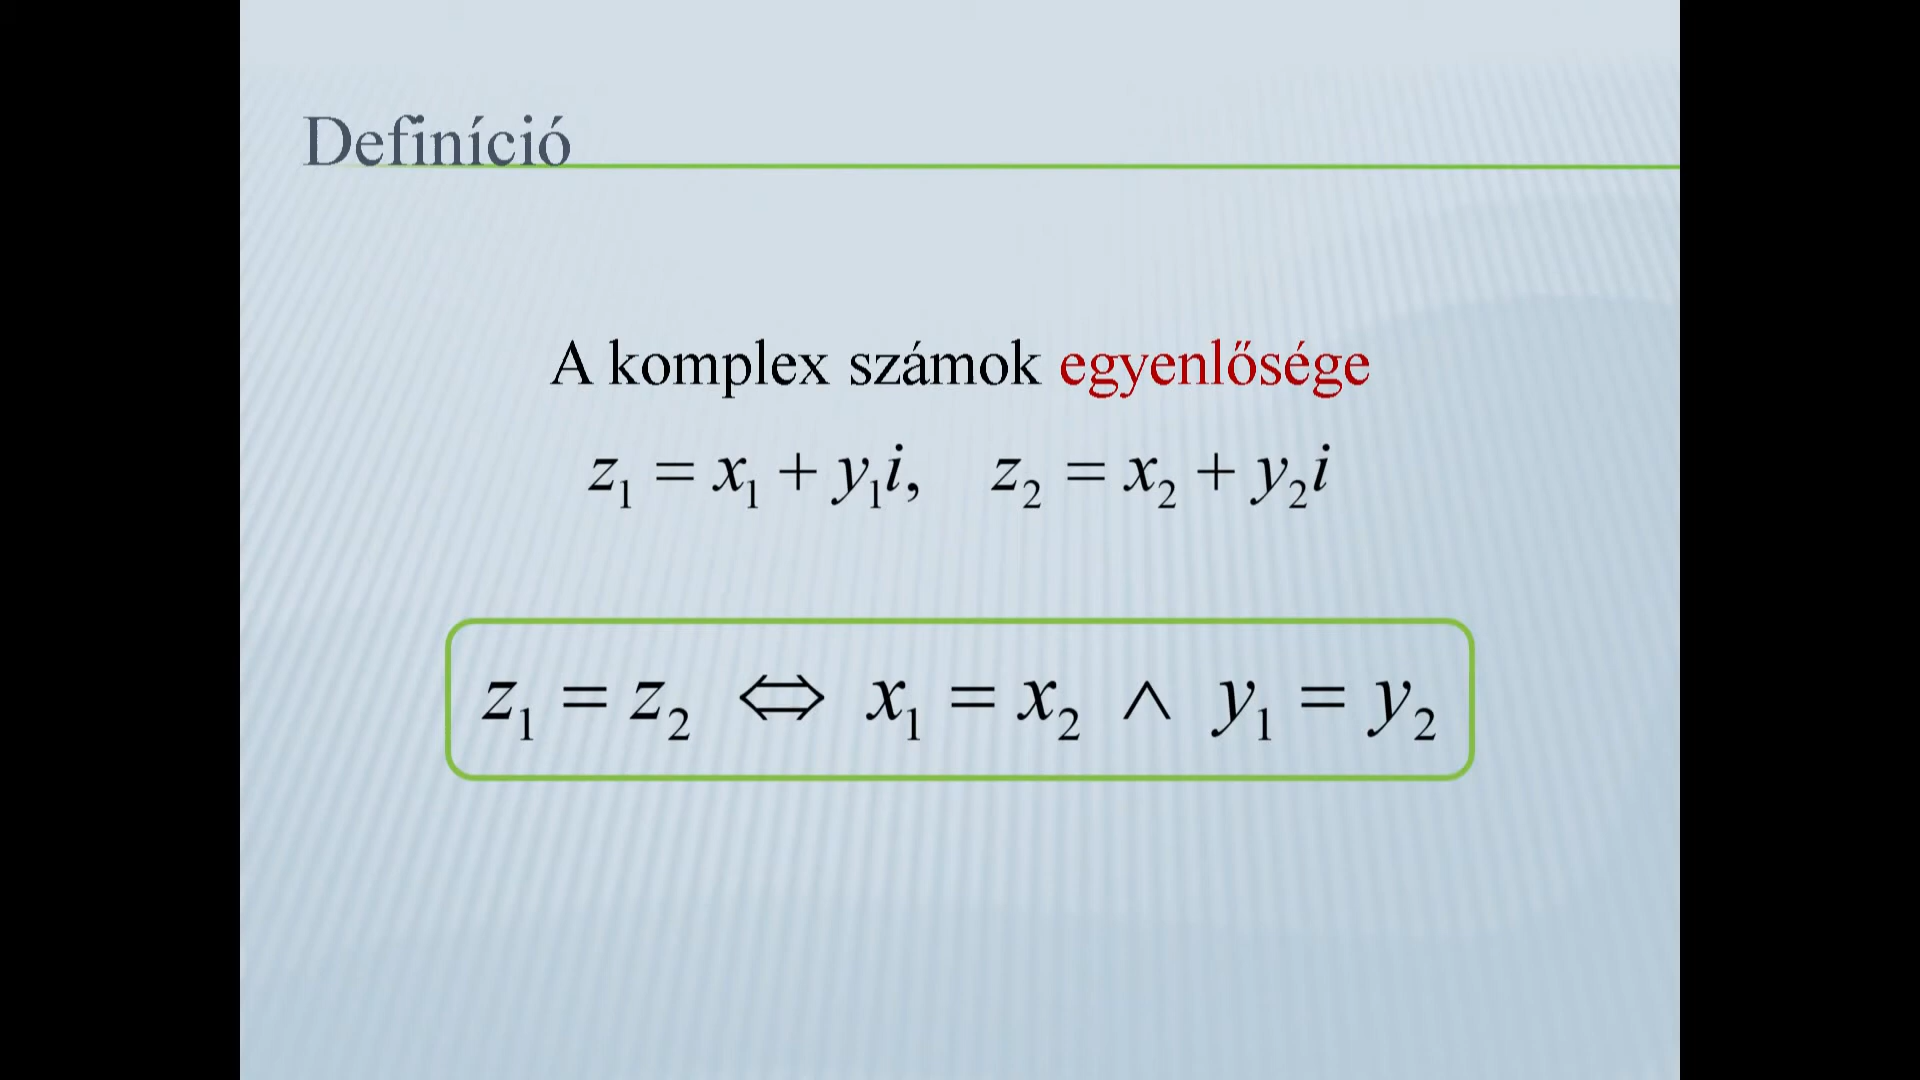 Definíció
A komplex számok egyenlősége
z₁ = x₁ + y₁i, z₂ = x₂ + y₂i
z₁ = z₂ ⇔ x₁ = x₂ ∧ y₁ = y₂